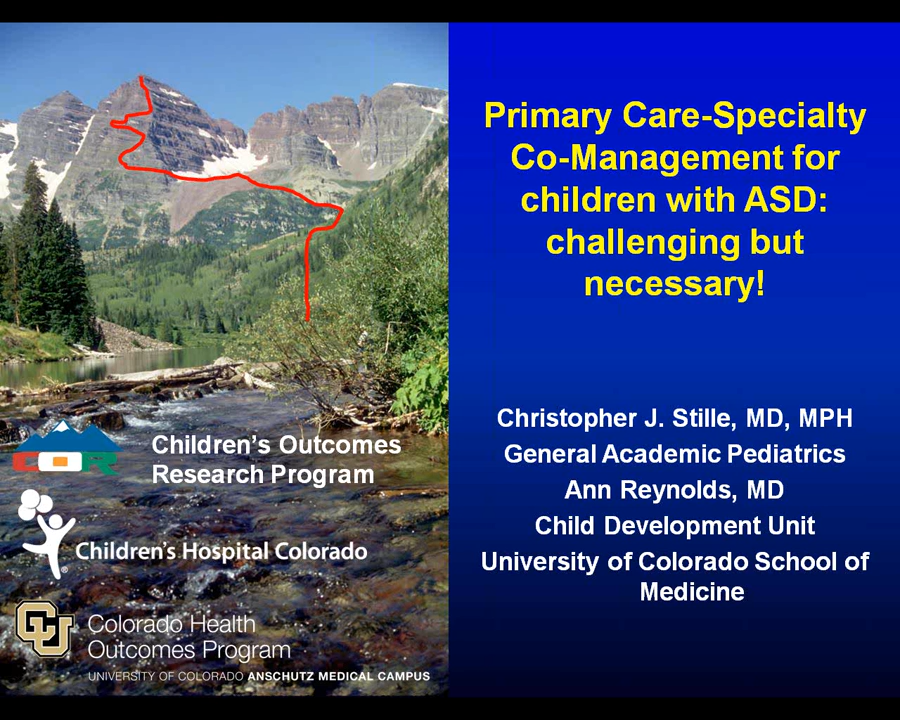 Primary Care-Specialty
Co-Management for
children with ASD:
challenging but
necessary!
Christopher J. Stille, MD, MPH
General Academic Pediatrics
Ann Reynolds, MD
Child Development Unit
University of Colorado School of
Medicine
COR
Children's Outcomes
Research Program
Children's Hospital Colorado
®
CU
Colorado Health
Outcomes Program
UNIVERSITY OF COLORADO ANSCHUTZ MEDICAL CAMPUS